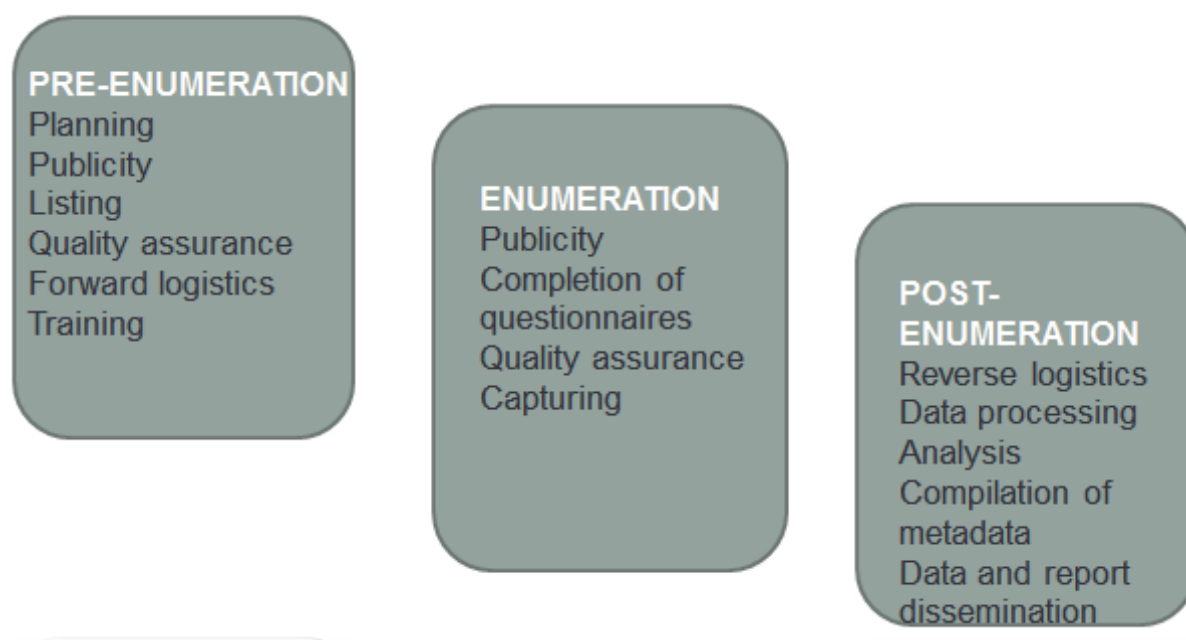 PRE-ENUMERATION
Planning
Publicity
Listing
Quality assurance
Forward logistics
Training
ENUMERATION
Publicity
Completion of
questionnaires
Quality assurance
Capturing
POST-
ENUMERATION
Reverse logistics
Data processing
Analysis
Compilation of
metadata
Data and report
dissemination